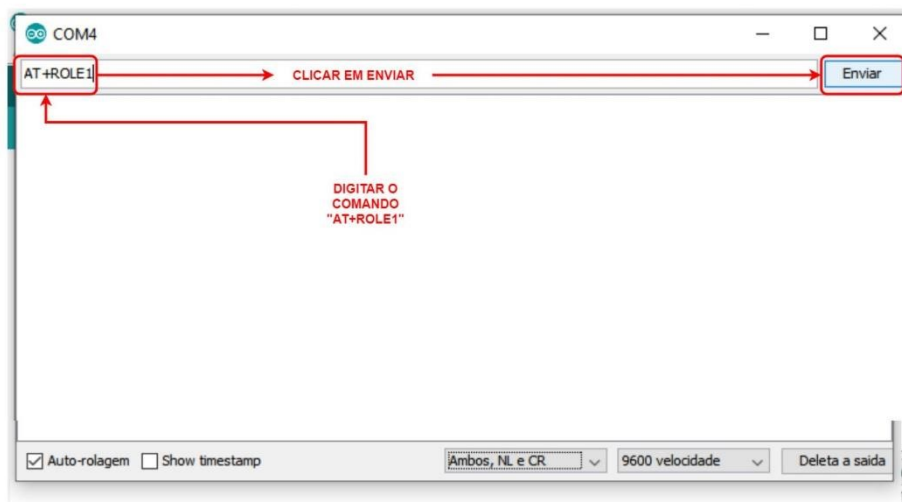 COM4
AT+ROLE1
CLICAR EM ENVIAR
Enviar
DIGITAR O
COMANDO
"AT+ROLE1"
Auto-rolagem Show timestamp Ambos, NL e CR 9600 velocidade Deleta a saida